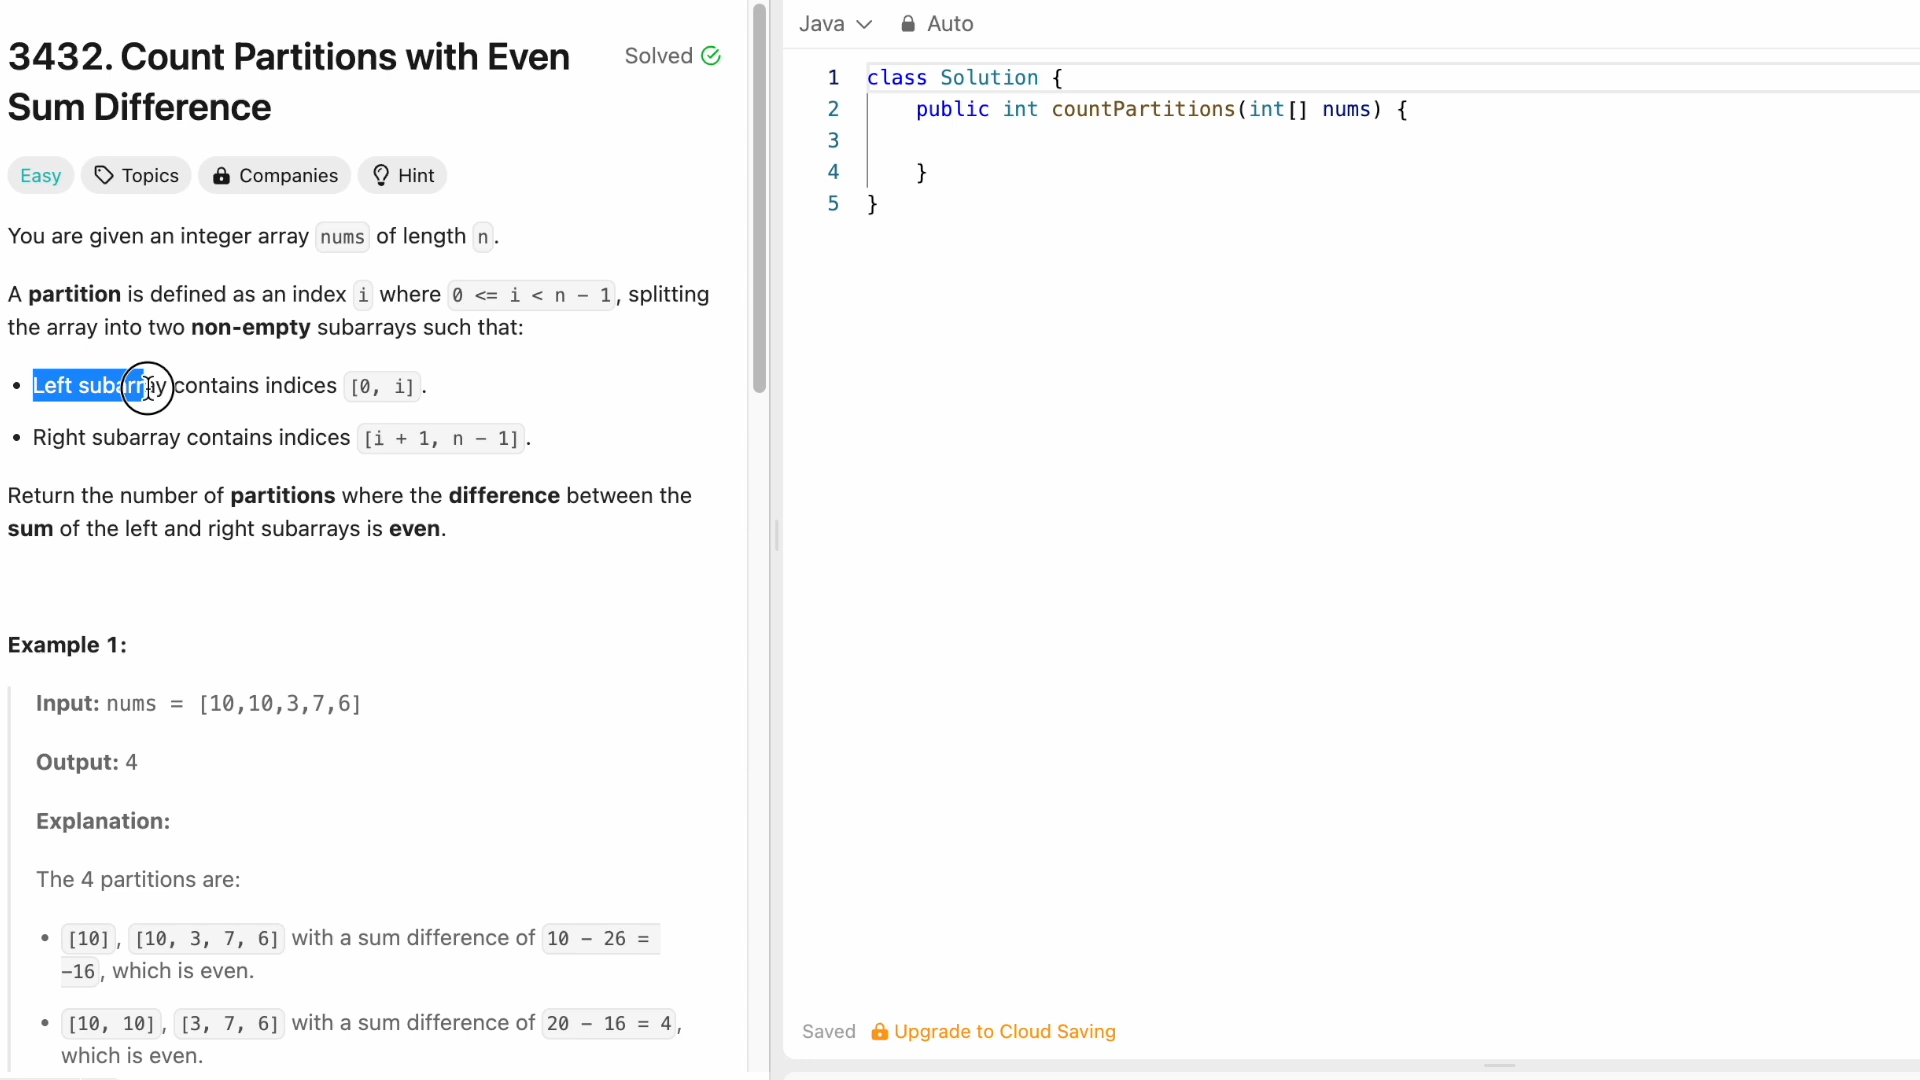 3432. Count Partitions with Even
Sum Difference
Solved
Easy Topics Companies Hint
You are given an integer array nums of length n.
A partition is defined as an index i where 0 <= i < n - 1, splitting
the array into two non-empty subarrays such that:
• Left subarray contains indices [0, i].
• Right subarray contains indices [i + 1, n - 1].
Return the number of partitions where the difference between the
sum of the left and right subarrays is even.
Example 1:
Input: nums = [10,10,3,7,6]
Output: 4
Explanation:
The 4 partitions are:
• [10], [10, 3, 7, 6] with a sum difference of 10 - 26 =
-16, which is even.
• [10, 10], [3, 7, 6] with a sum difference of 20 - 16 = 4,
which is even.
Java Auto
1 class Solution {
2 public int countPartitions(int[] nums) {
3
4 }
5 }
Saved Upgrade to Cloud Saving